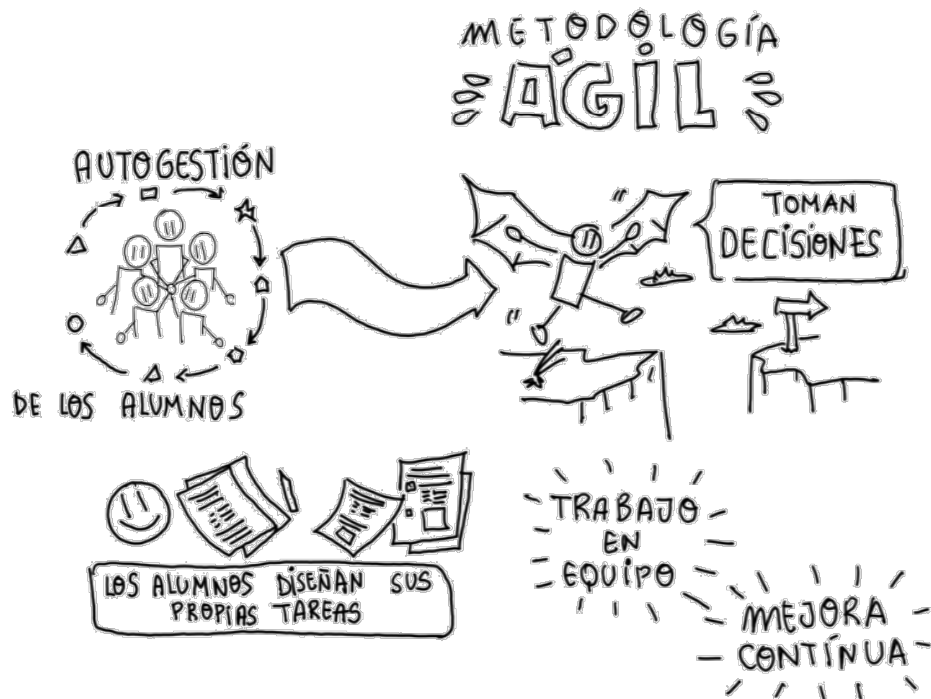 METODOLOGÍA
ÁGIL
AUTOGESTIÓN
DE LOS ALUMNOS
TOMAN
DECISIONES
LOS ALUMNOS DISEÑAN SUS
PROPIAS TAREAS
TRABAJO
EN
EQUIPO
MEJORA
CONTÍNUA